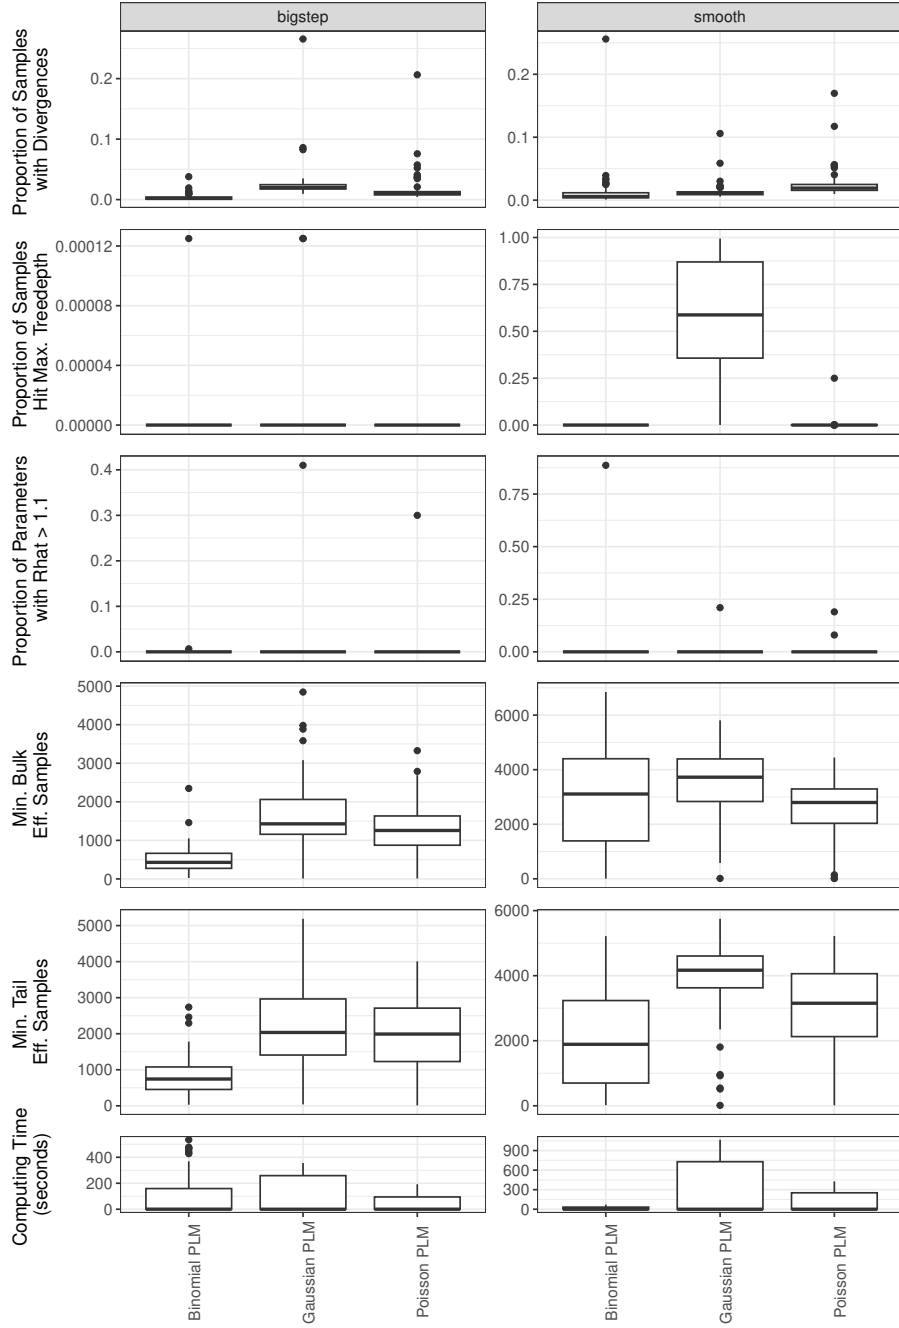 bigstep
smooth
Proportion of Samples
with Divergences
0.2
0.1
0.0
0.2
0.1
0.0
Proportion of Samples
Hit Max. Treedepth
0.00012
0.00008
0.00004
0.00000
1.00
0.75
0.50
0.25
0.00
Proportion of Parameters
with Rhat > 1.1
0.4
0.3
0.2
0.1
0.0
0.75
0.50
0.25
0.00
Min. Bulk
Eff. Samples
5000
4000
3000
2000
1000
0
6000
4000
2000
0
Min. Tail
Eff. Samples
5000
4000
3000
2000
1000
0
6000
4000
2000
0
Computing Time
(seconds)
400
200
0
900
600
300
0
Binomial PLM
Gaussian PLM
Poisson PLM
Binomial PLM
Gaussian PLM
Poisson PLM